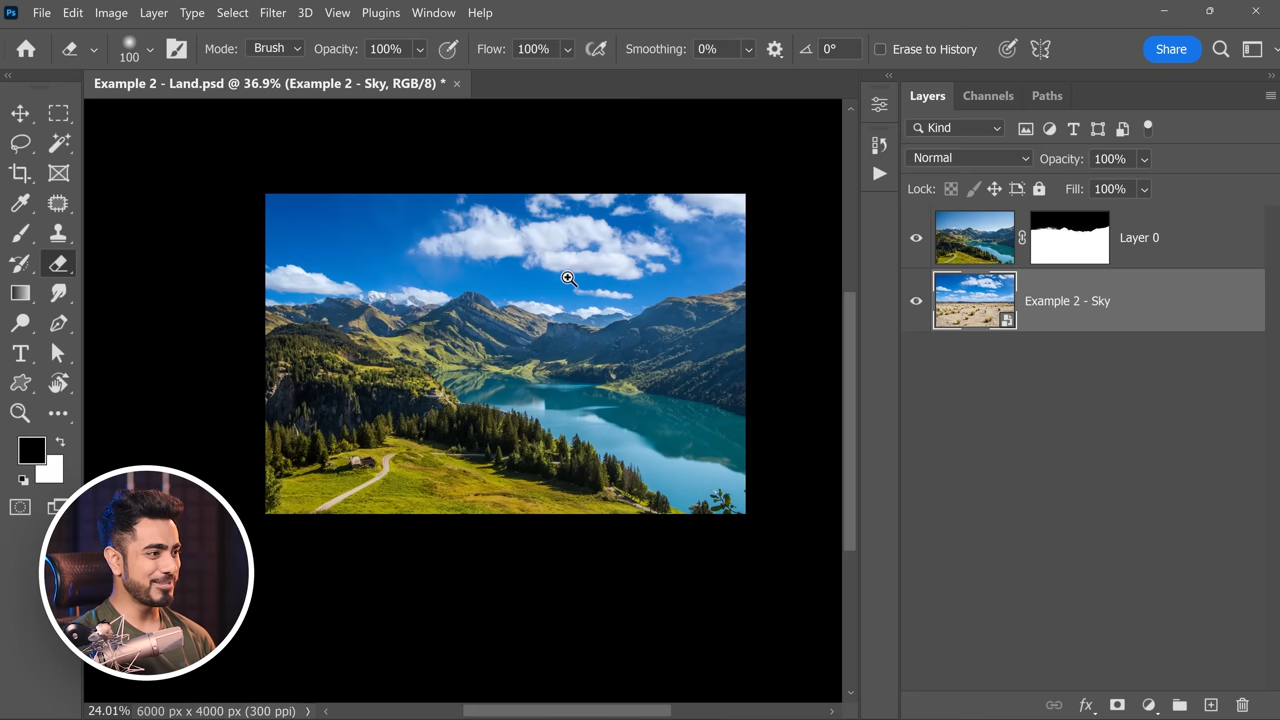 Ps File Edit Image Layer Type Select Filter 3D View Plugins Window Help
100 Mode: Brush Opacity: 100% Flow: 100% Smoothing: 0% 0° Erase to History Share
Example 2 - Land.psd @ 36.9% (Example 2 - Sky, RGB/8) *
Layers Channels Paths
Kind
Normal Opacity: 100%
Lock: Fill: 100%
Layer 0
Example 2 - Sky
24.01% 6000 px x 4000 px (300 ppi)